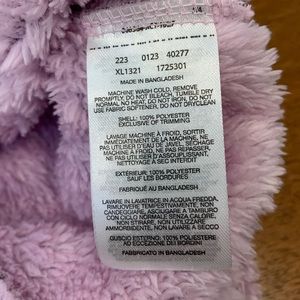 1/4
223 0123 40277
XL1321 1725301
MADE IN BANGLADESH
MACHINE WASH COLD, REMOVE
PROMPTLY, DO NOT BLEACH, TUMBLE DRY
NORMAL, NO HEAT, DO NOT IRON, DO NOT
USE FABRIC SOFTENER, DO NOT DRYCLEAN
SHELL: 100% POLYESTER
EXCLUSIVE OF TRIMMING
LAVAGE MACHINE À FROID, SORTIR
IMMÉDIATEMENT DE LA MACHINE, NE
PAS UTILISER D'EAU DE JAVEL, SÉCHAGE
MACHINE À FROID, NE PAS REPASSER, NE
PAS UTILISER D'ASSOUPLISSANT,
NETTOYAGE À SEC INTERDIT
EXTÉRIEUR: 100% POLYESTER
SAUF LES BORDURES
FABRIQUÉ AU BANGLADESH
LAVARE IN LAVATRICE IN ACQUA FREDDA,
RIMUOVERE TEMPESTIVAMENTE, NON
CANDEGGIARE, ASCIUGARE A TAMBURO
CON CICLO NORMALE SENZA CALORE,
NON STIRARE, NON UTILIZZARE
AMMORBIDENTE, NON LAVARE A SECCO
GUSCIO ESTERNO: 100% POLIESTERE
AD ECCEZIONE DEI BORDINI
FABBRICATO IN BANGLADESH